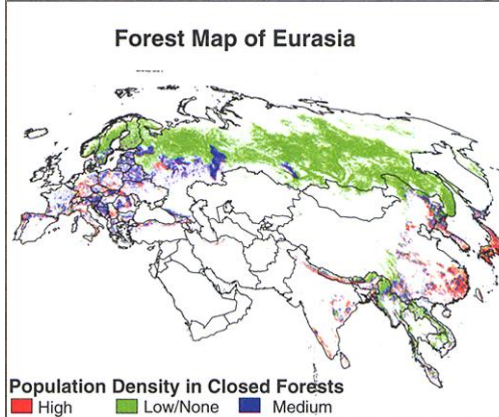 Forest Map of Eurasia
Population Density in Closed Forests
High Low/None Medium